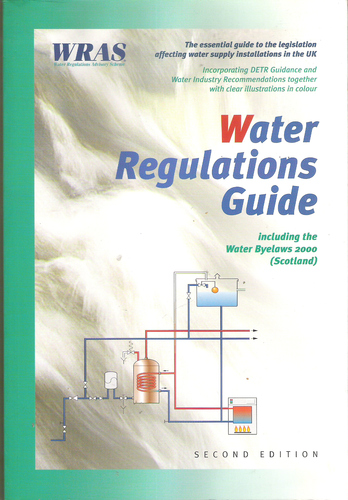 WRAS
Water Regulations Advisory Scheme
The essential guide to the legislation
affecting water supply installations in the UK
Incorporating DETR Guidance and
Water Industry Recommendations together
with clear illustrations in colour
Water
Regulations
Guide
including the
Water Byelaws 2000
(Scotland)
SECOND EDITION